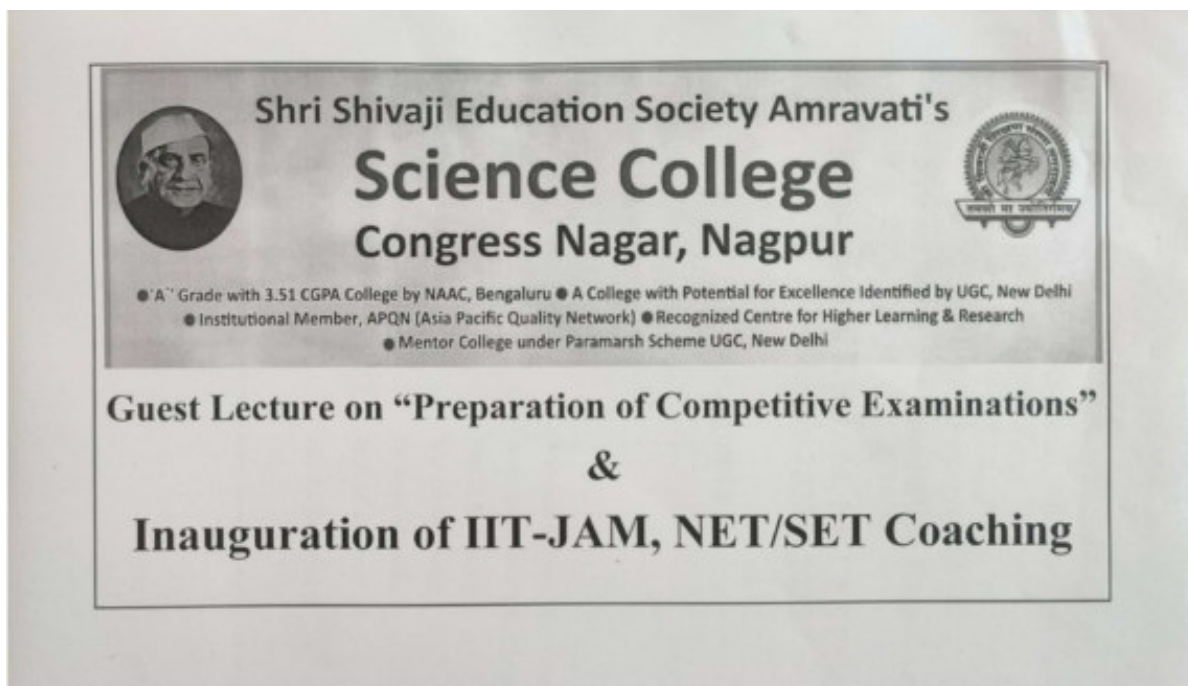 Shri Shivaji Education Society Amravati's
Science College
Congress Nagar, Nagpur
●'A+' Grade with 3.51 CGPA College by NAAC, Bengaluru ● A College with Potential for Excellence Identified by UGC, New Delhi
● Institutional Member, APQN (Asia Pacific Quality Network) ● Recognized Centre for Higher Learning & Research
● Mentor College under Paramarsh Scheme UGC, New Delhi
तमसो मा ज्योतिर्गमय
Guest Lecture on “Preparation of Competitive Examinations”
&
Inauguration of IIT-JAM, NET/SET Coaching